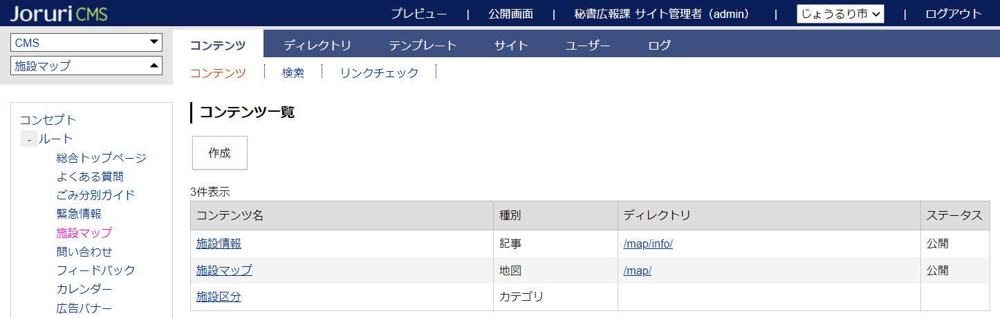 Joruri CMS プレビュー | 公開画面 | 秘書広報課 サイト管理者（admin） | じょうるり市 | ログアウト
CMS
施設マップ
コンテンツ ディレクトリ テンプレート サイト ユーザー ログ
コンテンツ 検索 リンクチェック
コンセプト
- ルート
総合トップページ
よくある質問
ごみ分別ガイド
緊急情報
施設マップ
問い合わせ
フィードバック
カレンダー
広告バナー
コンテンツ一覧
作成
3件表示
コンテンツ名 種別 ディレクトリ ステータス
施設情報 記事 /map/info/ 公開
施設マップ 地図 /map/ 公開
施設区分 カテゴリ